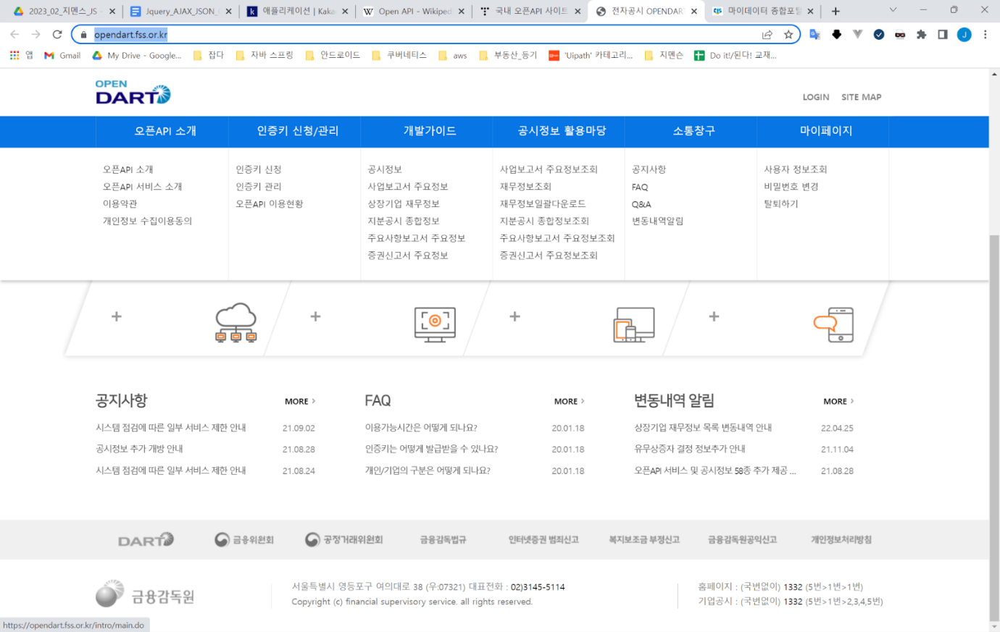 2023_02_지멘스_JS -
Jquery_AJAX_JSON_
애플리케이션 | Kaka
Open API - Wikiped
국내 오픈API 사이트
전자공시 OPENDART
마이데이터 종합포털
opendart.fss.or.kr
앱 Gmail My Drive - Google... 잡다 자바 스프링 안드로이드 쿠버네티스 aws 부동산_등기 'Uipath' 카테고리... 지멘슨 Do it!/된다! 교재...
OPEN
DART
LOGIN SITE MAP
오픈API 소개 인증키 신청/관리 개발가이드 공시정보 활용마당 소통창구 마이페이지
오픈API 소개
오픈API 서비스 소개
이용약관
개인정보 수집이용동의
인증키 신청
인증키 관리
오픈API 이용현황
공시정보
사업보고서 주요정보
상장기업 재무정보
지분공시 종합정보
주요사항보고서 주요정보
증권신고서 주요정보
사업보고서 주요정보조회
재무정보조회
재무정보일괄다운로드
지분공시 종합정보조회
주요사항보고서 주요정보조회
증권신고서 주요정보조회
공지사항
FAQ
Q&A
변동내역알림
사용자 정보조회
비밀번호 변경
탈퇴하기
공지사항 MORE >
시스템 점검에 따른 일부 서비스 제한 안내 21.09.02
공시정보 추가 개방 안내 21.08.28
시스템 점검에 따른 일부 서비스 제한 안내 21.08.24
FAQ MORE >
이용가능시간은 어떻게 되나요? 20.01.18
인증키는 어떻게 발급받을 수 있나요? 20.01.18
개인/기업의 구분은 어떻게 되나요? 20.01.18
변동내역 알림 MORE >
상장기업 재무정보 목록 변동내역 안내 22.04.25
유무상증자 결정 정보추가 안내 21.11.04
오픈API 서비스 및 공시정보 58종 추가 제공 ... 21.08.28
DART 금융위원회 공정거래위원회 금융감독법규 인터넷증권 범죄신고 복지보조금 부정신고 금융감독원공익신고 개인정보처리방침
금융감독원
서울특별시 영등포구 여의대로 38 (우:07321) 대표전화 : 02)3145-5114
Copyright (c) financial supervisory service. all rights reserved.
홈페이지 : (국번없이) 1332 (5번>1번>1번)
기업공시 : (국번없이) 1332 (5번>1번>2,3,4,5번)
https://opendart.fss.or.kr/intro/main.do